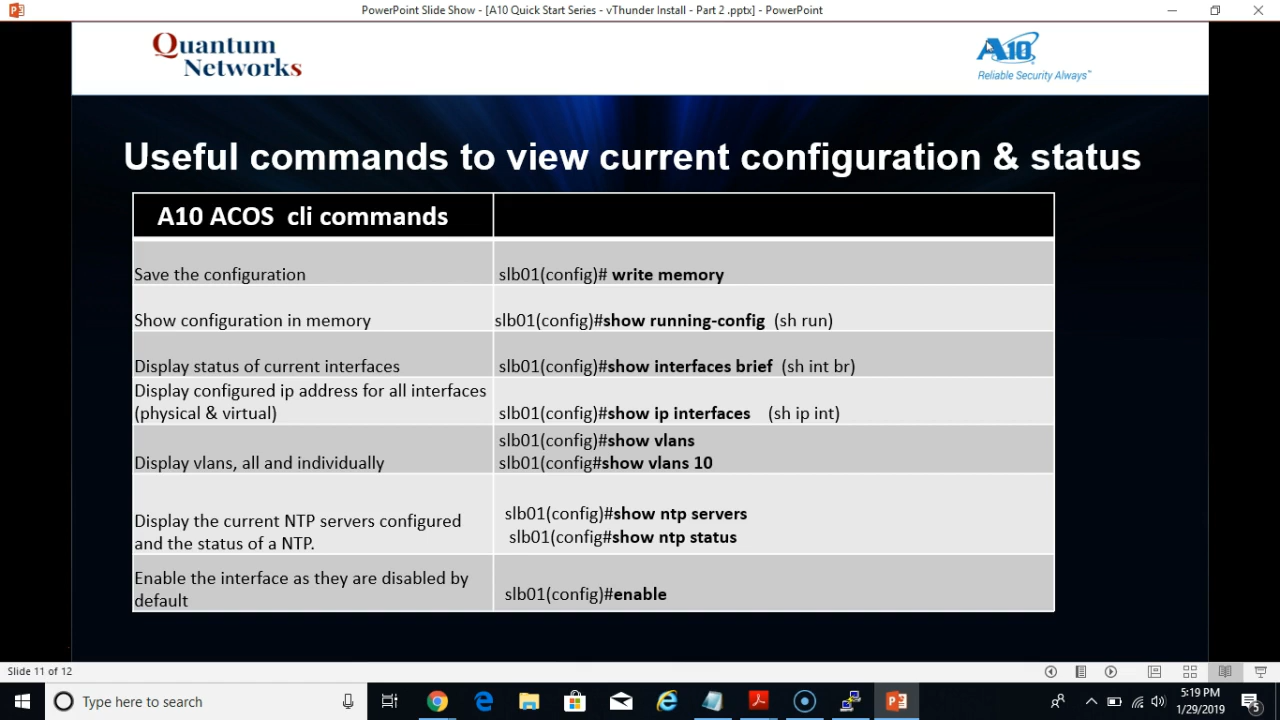 PowerPoint Slide Show - [A10 Quick Start Series - vThunder Install - Part 2 .pptx] - PowerPoint
Quantum
Networks
A10
Reliable Security Always™
Useful commands to view current configuration & status
A10 ACOS cli commands
Save the configuration
slb01(config)# write memory
Show configuration in memory
slb01(config)#show running-config (sh run)
Display status of current interfaces
slb01(config)#show interfaces brief (sh int br)
Display configured ip address for all interfaces
(physical & virtual)
slb01(config)#show ip interfaces (sh ip int)
Display vlans, all and individually
slb01(config)#show vlans
slb01(config#show vlans 10
Display the current NTP servers configured
and the status of a NTP.
slb01(config)#show ntp servers
slb01(config#show ntp status
Enable the interface as they are disabled by
default
slb01(config)#enable
Slide 11 of 12
Type here to search
5:19 PM
1/29/2019
5